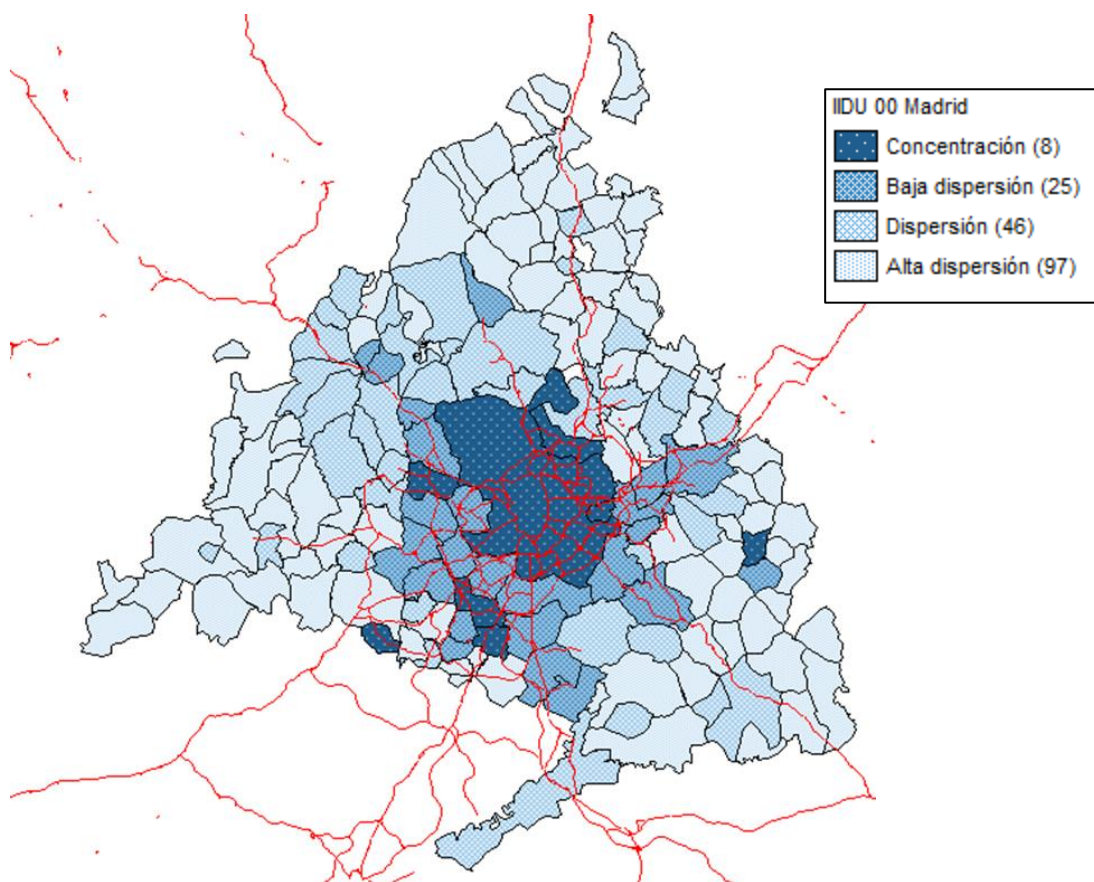 IIDU 00 Madrid
Concentración (8)
Baja dispersión (25)
Dispersión (46)
Alta dispersión (97)